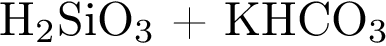 H₂SiO₃ + KHCO₃